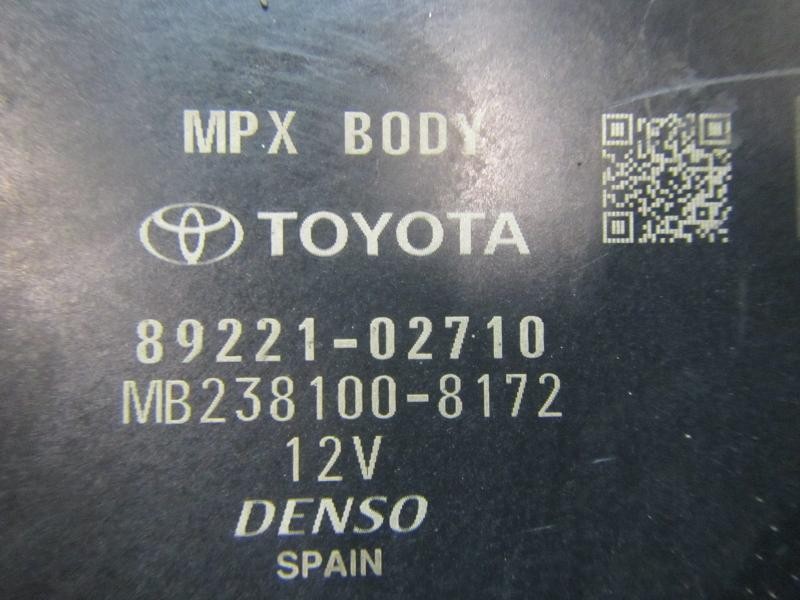 MPX BODY
TOYOTA
89221-02710
MB238100-8172
12V
DENSO
SPAIN